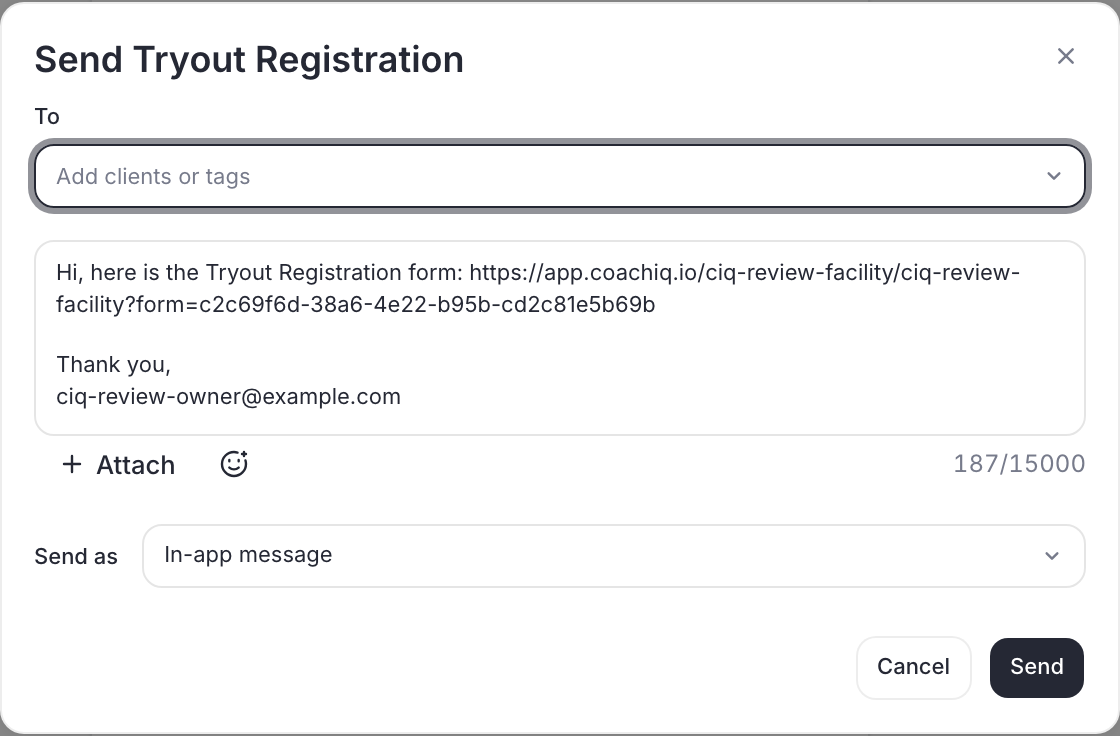 Send Tryout Registration
To
Add clients or tags
Hi, here is the Tryout Registration form: https://app.coachiq.io/ciq-review-facility/ciq-review-
facility?form=c2c69f6d-38a6-4e22-b95b-cd2c81e5b69b
Thank you,
ciq-review-owner@example.com
Attach
187/15000
Send as
In-app message
Cancel
Send